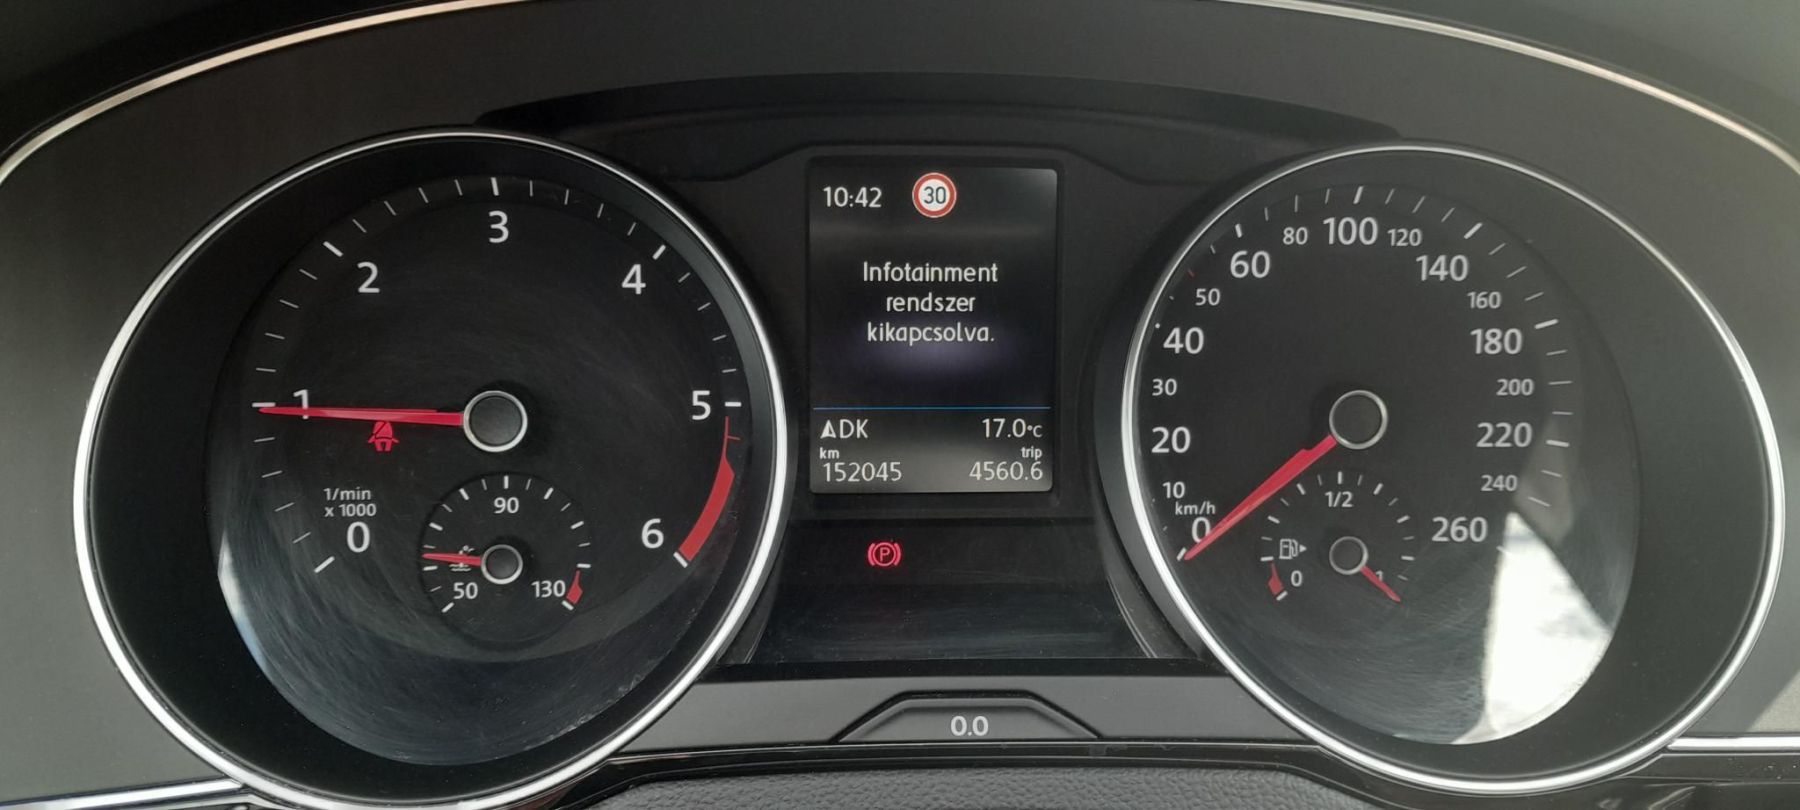 10:42 30
Infotainment
rendszer
kikapcsolva.
DK 17.0°C
km trip
152045 4560.6
0 1 2 3 4 5 6
1/min
x 1000
50 90 130
P
0 10 20 30 40 50 60 80 100 120 140 160 180 200 220 240 260
km/h
0 1/2 1
0.0